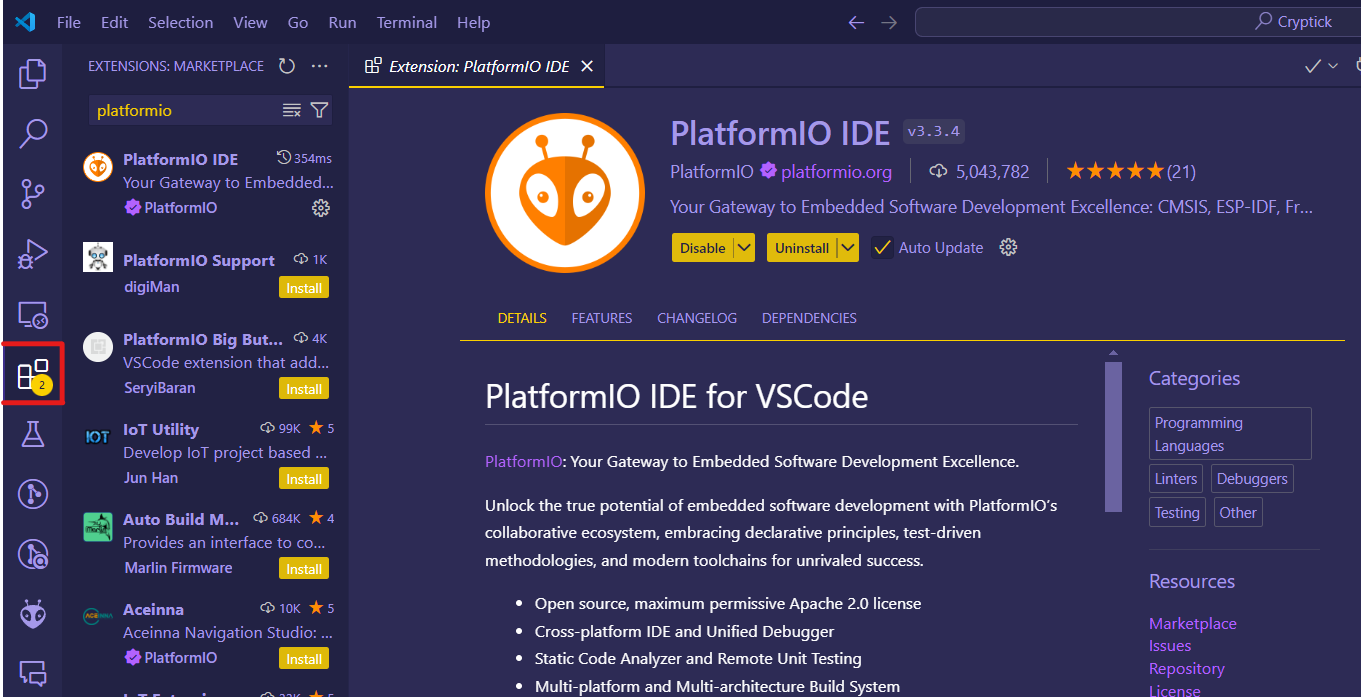 File Edit Selection View Go Run Terminal Help
Cryptick
EXTENSIONS: MARKETPLACE
platformio
PlatformIO IDE 354ms
Your Gateway to Embedded...
PlatformIO
PlatformIO Support 1K
digiMan Install
PlatformIO Big But... 4K
VSCode extension that add...
SeryiBaran Install
IOT
IoT Utility 99K 5
Develop IoT project based ...
Jun Han Install
Auto Build M... 684K 4
Provides an interface to co...
Marlin Firmware Install
Aceinna 10K 5
Aceinna Navigation Studio: ...
PlatformIO Install
2
Extension: PlatformIO IDE
PlatformIO IDE v3.3.4
PlatformIO platformio.org 5,043,782 (21)
Your Gateway to Embedded Software Development Excellence: CMSIS, ESP-IDF, Fr...
Disable Uninstall Auto Update
DETAILS FEATURES CHANGELOG DEPENDENCIES
PlatformIO IDE for VSCode
PlatformIO: Your Gateway to Embedded Software Development Excellence.
Unlock the true potential of embedded software development with PlatformIO's
collaborative ecosystem, embracing declarative principles, test-driven
methodologies, and modern toolchains for unrivaled success.
• Open source, maximum permissive Apache 2.0 license
• Cross-platform IDE and Unified Debugger
• Static Code Analyzer and Remote Unit Testing
• Multi-platform and Multi-architecture Build System
Categories
Programming
Languages
Linters Debuggers
Testing Other
Resources
Marketplace
Issues
Repository
License